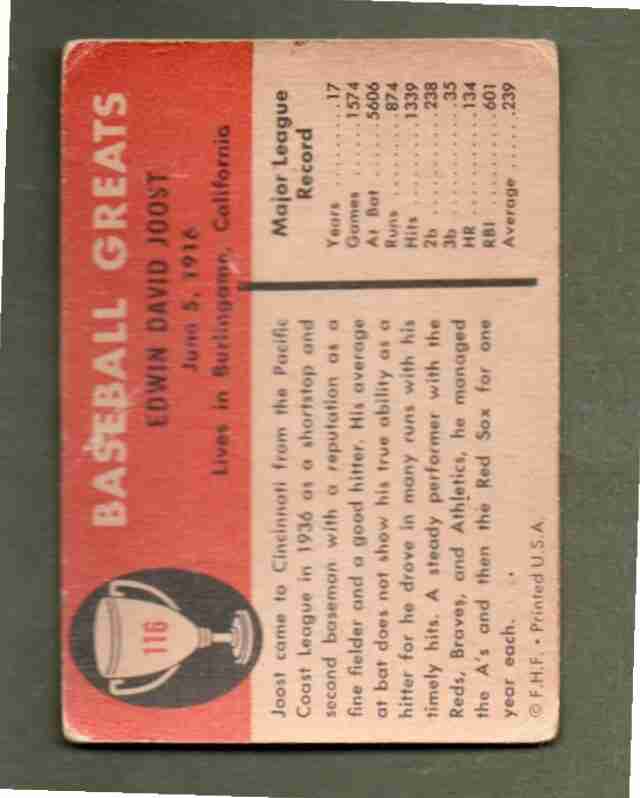 116
BASEBALL GREATS
EDWIN DAVID JOOST
June 5, 1916
Lives in Burlingame, California
Joost came to Cincinnati from the Pacific
Coast League in 1936 as a shortstop and
second baseman with a reputation as a
fine fielder and a good hitter. His average
at bat does not show his true ability as a
hitter for he drove in many runs with his
timely hits. A steady performer with the
Reds, Braves, and Athletics, he managed
the A's and then the Red Sox for one
year each.
© F.H.F. • Printed U.S.A.
Major League
Record
Years ........17
Games ......1574
At Bat .....5606
Runs ........874
Hits ........1339
2b ..........238
3b ...........35
HR ..........134
RBI .........601
Average ......239